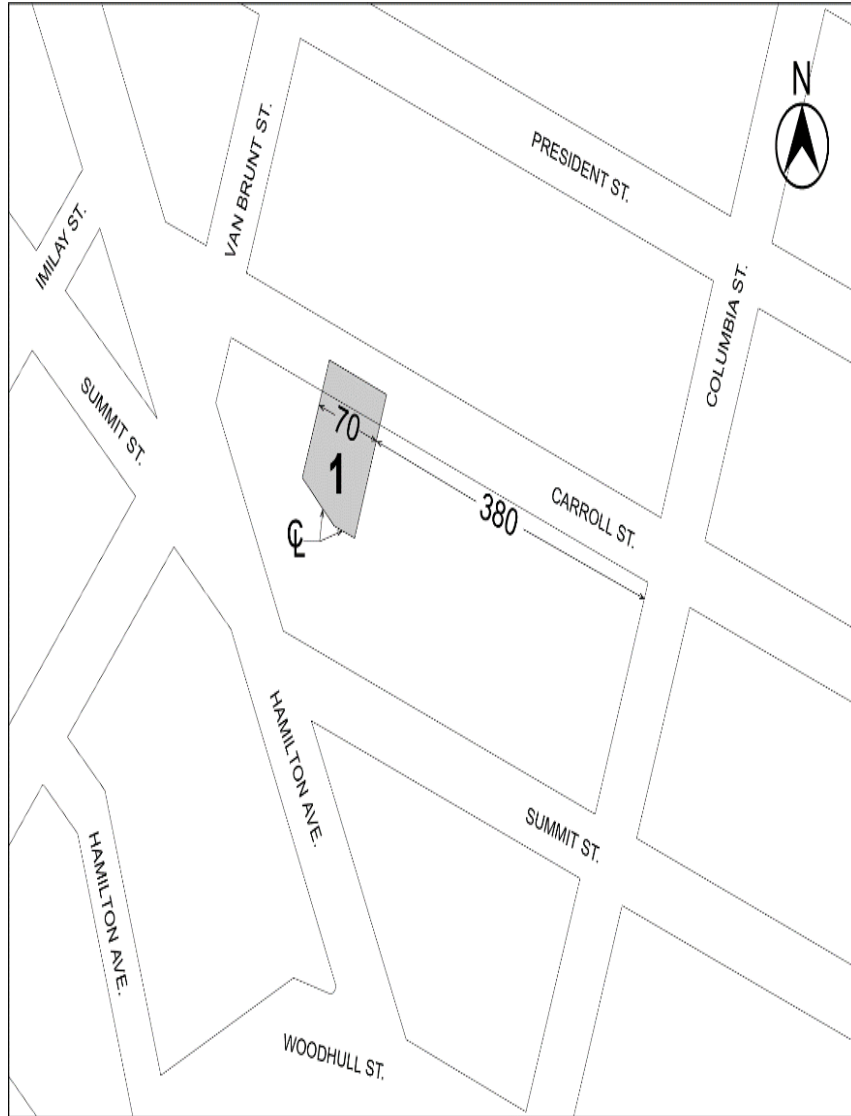 N
PRESIDENT ST.
VAN BRUNT ST.
IMILAY ST.
COLUMBIA ST.
SUMMIT ST.
70
1
380
CARROLL ST.
℄
HAMILTON AVE.
SUMMIT ST.
HAMILTON AVE.
WOODHULL ST.